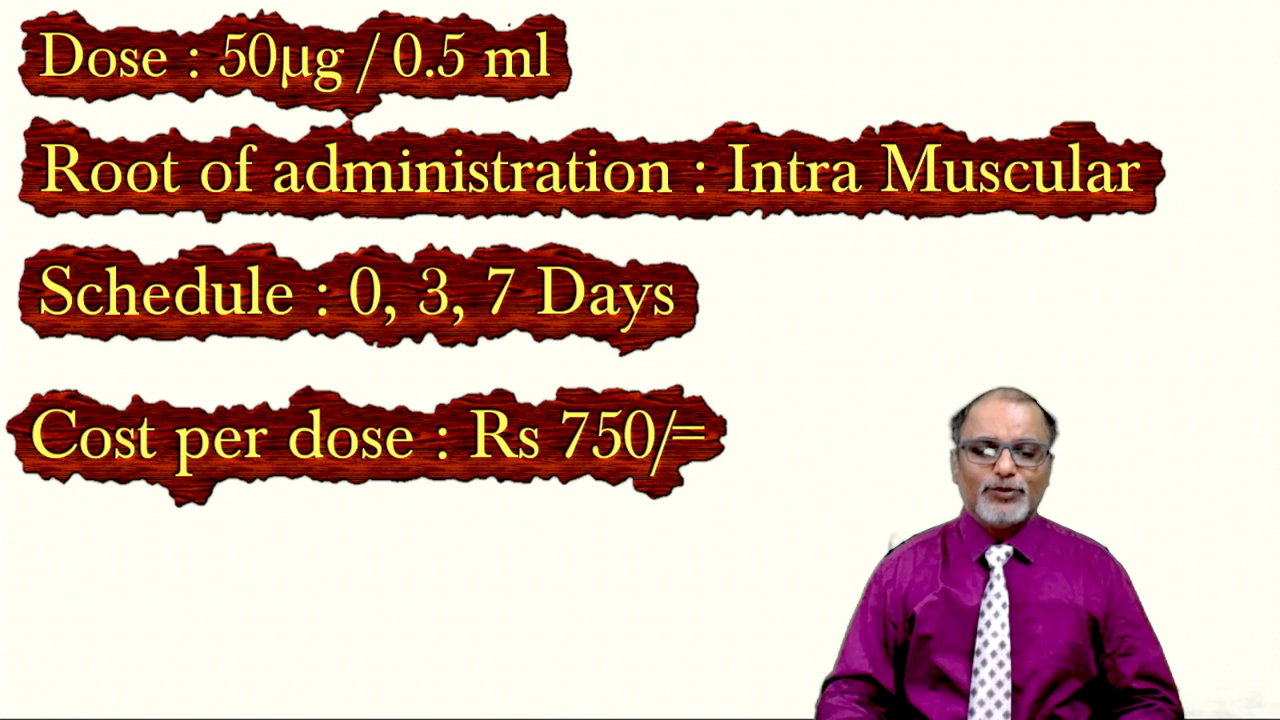 Dose : 50µg / 0.5 ml
Root of administration : Intra Muscular
Schedule : 0, 3, 7 Days
Cost per dose : Rs 750/=